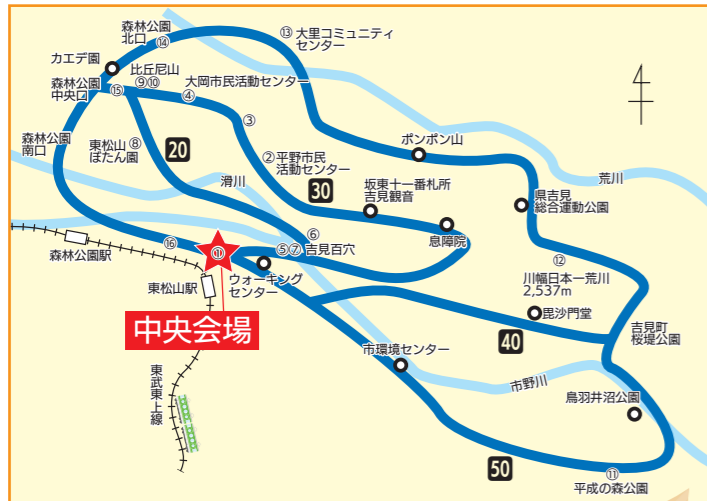 森林公園
北口
⑭
⑬
大里コミュニティ
センター
カエデ園
比丘尼山
⑨⑩
大岡市民活動センター
④
森林公園
中央口
⑮
③
森林公園
南口
東松山
ぼたん園
⑧
20
②
平野市民
活動センター
滑川
30
坂東十一番札所
吉見観音
ポンポン山
荒川
県吉見
総合運動公園
息障院
⑥
⑤⑦
吉見百穴
⑯
①
森林公園駅
東松山駅
ウォーキング
センター
⑫
川幅日本一荒川
2,537m
毘沙門堂
吉見町
桜堤公園
中央会場
40
市環境センター
市野川
鳥羽井沼公園
東武東上線
50
⑪
平成の森公園